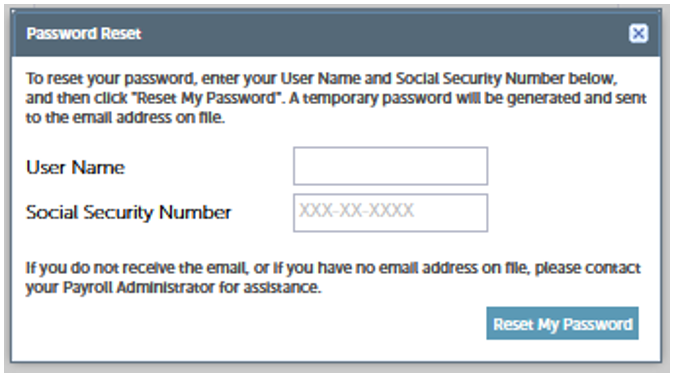 Password Reset
To reset your password, enter your User Name and Social Security Number below,
and then click "Reset My Password". A temporary password will be generated and sent
to the email address on file.
User Name
Social Security Number XXX-XX-XXXX
If you do not receive the email, or if you have no email address on file, please contact
your Payroll Administrator for assistance.
Reset My Password